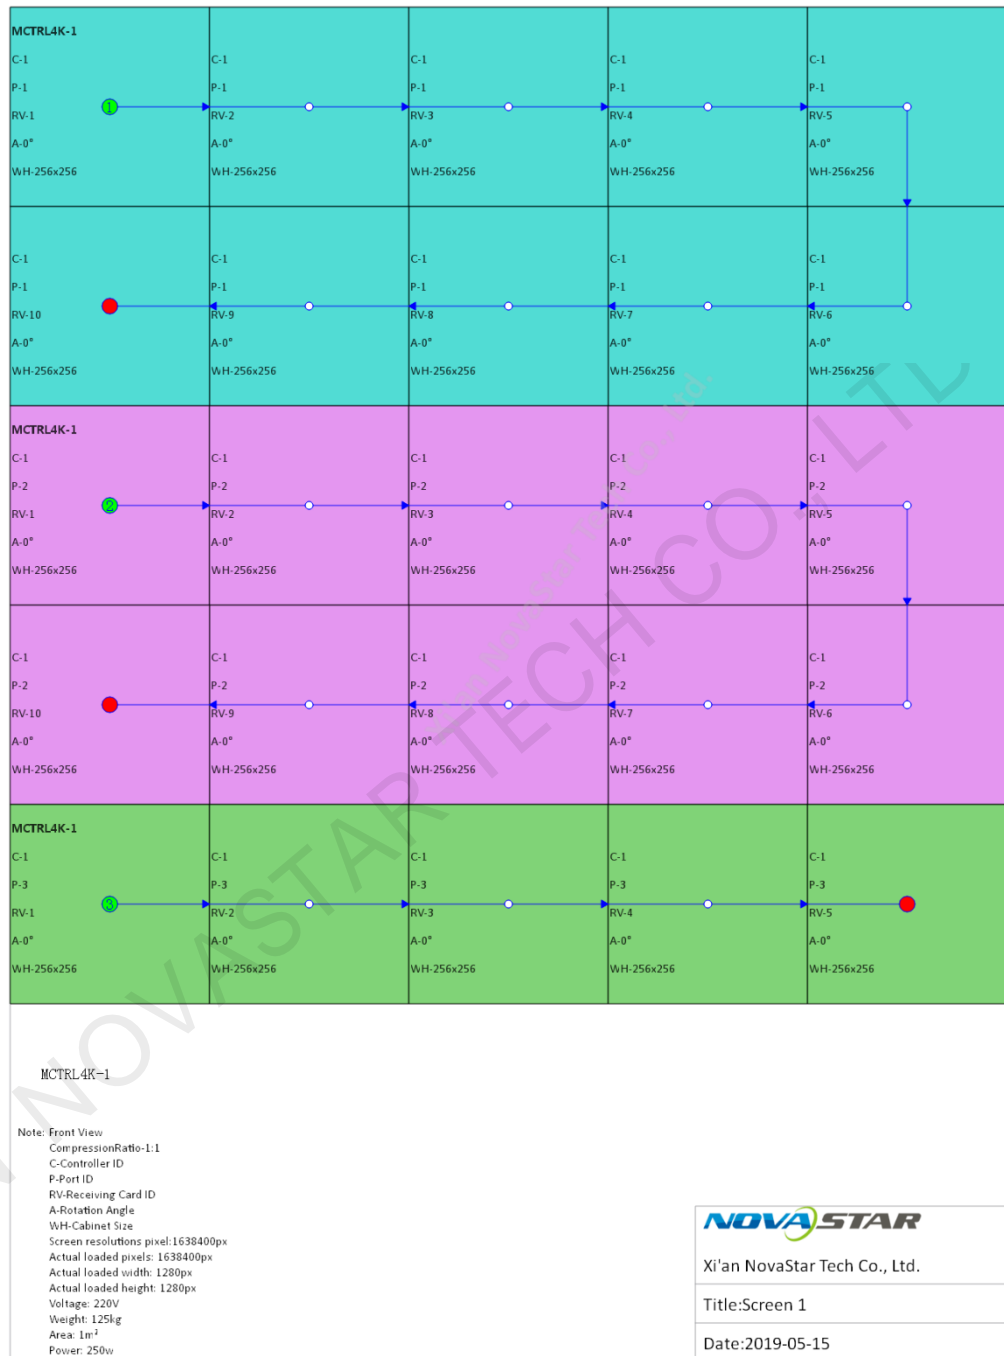 MCTRL4K-1
C-1 C-1 C-1 C-1 C-1
P-1 P-1 P-1 P-1 P-1
1
RV-1 RV-2 RV-3 RV-4 RV-5
A-0° A-0° A-0° A-0° A-0°
WH-256x256 WH-256x256 WH-256x256 WH-256x256 WH-256x256
C-1 C-1 C-1 C-1 C-1
P-1 P-1 P-1 P-1 P-1
RV-10 RV-9 RV-8 RV-7 RV-6
A-0° A-0° A-0° A-0° A-0°
WH-256x256 WH-256x256 WH-256x256 WH-256x256 WH-256x256
MCTRL4K-1
C-1 C-1 C-1 C-1 C-1
P-2 P-2 P-2 P-2 P-2
2
RV-1 RV-2 RV-3 RV-4 RV-5
A-0° A-0° A-0° A-0° A-0°
WH-256x256 WH-256x256 WH-256x256 WH-256x256 WH-256x256
C-1 C-1 C-1 C-1 C-1
P-2 P-2 P-2 P-2 P-2
RV-10 RV-9 RV-8 RV-7 RV-6
A-0° A-0° A-0° A-0° A-0°
WH-256x256 WH-256x256 WH-256x256 WH-256x256 WH-256x256
MCTRL4K-1
C-1 C-1 C-1 C-1 C-1
P-3 P-3 P-3 P-3 P-3
3
RV-1 RV-2 RV-3 RV-4 RV-5
A-0° A-0° A-0° A-0° A-0°
WH-256x256 WH-256x256 WH-256x256 WH-256x256 WH-256x256
Xi'an NovaStar Tech Co., Ltd.
NOVASTAR TECH CO., LTD
MCTRL4K-1
Note: Front View
CompressionRatio-1:1
C-Controller ID
P-Port ID
RV-Receiving Card ID
A-Rotation Angle
WH-Cabinet Size
Screen resolutions pixel:1638400px
Actual loaded pixels: 1638400px
Actual loaded width: 1280px
Actual loaded height: 1280px
Voltage: 220V
Weight: 125kg
Area: 1m²
Power: 250w
NOVASTAR
Xi'an NovaStar Tech Co., Ltd.
Title:Screen 1
Date:2019-05-15